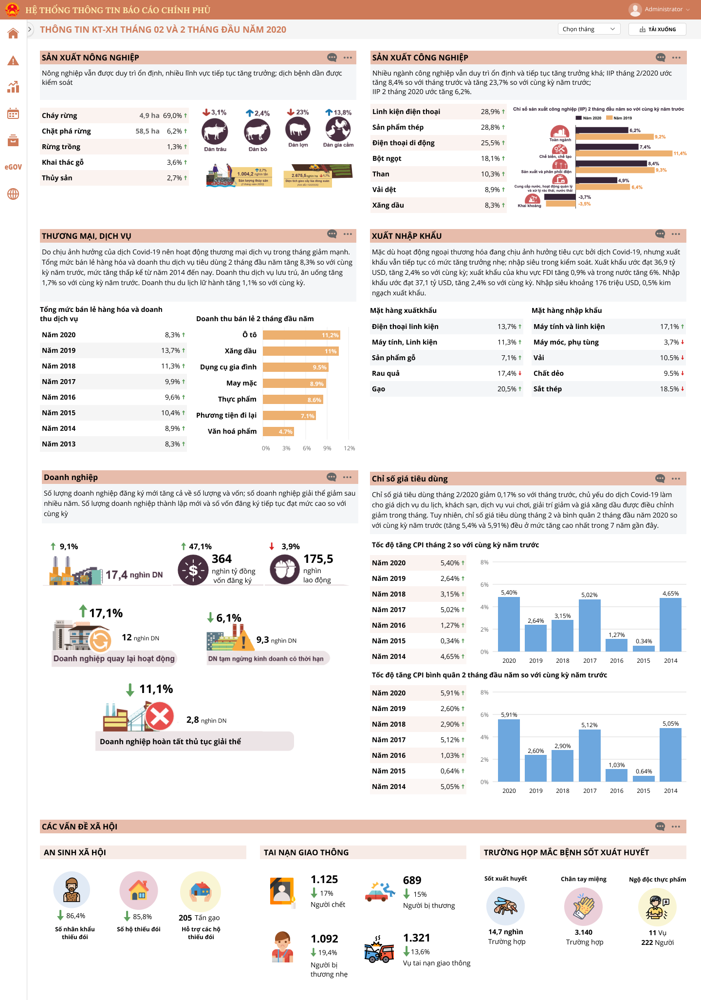 HỆ THỐNG THÔNG TIN BÁO CÁO CHÍNH PHỦ
Administrator
THÔNG TIN KT-XH THÁNG 02 VÀ 2 THÁNG ĐẦU NĂM 2020
Chọn tháng
TẢI XUỐNG
eGOV
SẢN XUẤT NÔNG NGHIỆP
Nông nghiệp vẫn được duy trì ổn định, nhiều lĩnh vực tiếp tục tăng trưởng; dịch bệnh dần được
kiểm soát
Cháy rừng 4,9 ha 69,0%
Chặt phá rừng 58,5 ha 6,2%
Rừng trồng 1,3%
Khai thác gỗ 3,6%
Thủy sản 2,7%
3,1% 2,4% 23% 13,8%
Đàn trâu Đàn bò Đàn lợn Đàn gia cầm
2,7%
1.004,2 nghìn tấn
Sản lượng thủy sản
(2 tháng năm 2020)
2.675,5 nghìn ha 1.7%
Diện tích gieo cấy lúa đông xuân
(tính đến 15/2/2020)
SẢN XUẤT CÔNG NGHIỆP
Nhiều ngành công nghiệp vẫn duy trì ổn định và tiếp tục tăng trưởng khá; IIP tháng 2/2020 ước
tăng 8,4% so với tháng trước và tăng 23,7% so với cùng kỳ năm trước;
IIP 2 tháng 2020 ước tăng 6,2%.
Linh kiện điện thoại 28,9%
Sản phẩm thép 28,8%
Điện thoại di động 25,5%
Bột ngọt 18,1%
Than 10,3%
Vải dệt 8,9%
Xăng dầu 8,3%
Chỉ số sản xuất công nghiệp (IIP) 2 tháng đầu năm so với cùng kỳ năm trước
Năm 2020 Năm 2019
6,2%
9,2%
Toàn ngành
7,4%
11,4%
Chế biến, chế tạo
8,4%
9,3%
Sản xuất và phân phối điện
4,9%
6,4%
Cung cấp nước, hoạt động quản lý
và xử lý rác thải, nước thải
-3,7%
-3,5%
Khai khoáng
THƯƠNG MẠI, DỊCH VỤ
Do chịu ảnh hưởng của dịch Covid-19 nên hoạt động thương mại dịch vụ trong tháng giảm mạnh.
Tổng mức bán lẻ hàng hóa và doanh thu dịch vụ tiêu dùng 2 tháng đầu năm tăng 8,3% so với cùng
kỳ năm trước, mức tăng thấp kể từ năm 2014 đến nay. Doanh thu dịch vụ lưu trú, ăn uống tăng
1,7% so với cùng kỳ năm trước. Doanh thu du lịch lữ hành tăng 1,1% so với cùng kỳ.
Tổng mức bán lẻ hàng hóa và doanh
thu dịch vụ
Năm 2020 8,3%
Năm 2019 13,7%
Năm 2018 11,3%
Năm 2017 9,9%
Năm 2016 9,6%
Năm 2015 10,4%
Năm 2014 8,9%
Năm 2013 8,3%
Doanh thu bán lẻ 2 tháng đầu năm
Ô tô 11,2%
Xăng dầu 11%
Dụng cụ gia đình 9.5%
May mặc 8.9%
Thực phẩm 8.6%
Phương tiện đi lại 7.1%
Văn hoá phẩm 4.7%
0% 3% 6% 9% 12%
XUẤT NHẬP KHẨU
Mặc dù hoạt động ngoại thương hóa đang chịu ảnh hưởng tiêu cực bởi dịch Covid-19, nhưng xuất
khẩu vẫn tiếp tục có mức tăng trưởng nhẹ; nhập siêu trong kiểm soát. Xuất khẩu ước đạt 36,9 tỷ
USD, tăng 2,4% so với cùng kỳ; xuất khẩu của khu vực FDI tăng 0,9% và trong nước tăng 6%. Nhập
khẩu ước đạt 37,1 tỷ USD, tăng 2,4% so với cùng kỳ. Nhập siêu khoảng 176 triệu USD, 0,5% kim
ngạch xuất khẩu.
Mặt hàng xuấtkhẩu
Điện thoại linh kiện 13,7%
Máy tính, Linh kiện 11,3%
Sản phẩm gỗ 7,1%
Rau quả 17,4%
Gạo 20,5%
Mặt hàng nhập khẩu
Máy tính và linh kiện 17,1%
Máy móc, phụ tùng 3,7%
Vải 10.5%
Chất dẻo 9.5%
Sắt thép 18.5%
Doanh nghiệp
Số lượng doanh nghiệp đăng ký mới tăng cả về số lượng và vốn; số doanh nghiệp giải thể giảm sau
nhiều năm. Số lượng doanh nghiệp thành lập mới và số vốn đăng ký tiếp tục đạt mức cao so với
cùng kỳ
9,1%
17,4 nghìn DN
47,1%
364
nghìn tỷ đồng
vốn đăng ký
3,9%
175,5
nghìn
lao động
17,1%
12 nghìn DN
Doanh nghiệp quay lại hoạt động
6,1%
9,3 nghìn DN
DN tạm ngừng kinh doanh có thời hạn
11,1%
2,8 nghìn DN
Doanh nghiệp hoàn tất thủ tục giải thể
Chỉ số giá tiêu dùng
Chỉ số giá tiêu dùng tháng 2/2020 giảm 0,17% so với tháng trước, chủ yếu do dịch Covid-19 làm
cho giá dịch vụ du lịch, khách sạn, dịch vụ vui chơi, giải trí giảm và giá xăng dầu được điều chỉnh
giảm trong tháng. Tuy nhiên, chỉ số giá tiêu dùng tháng 2 và bình quân 2 tháng đầu năm 2020 so
với cùng kỳ năm trước (tăng 5,4% và 5,91%) đều ở mức tăng cao nhất trong 7 năm gần đây.
Tốc độ tăng CPI tháng 2 so với cùng kỳ năm trước
Năm 2020 5,40%
Năm 2019 2,64%
Năm 2018 3,15%
Năm 2017 5,02%
Năm 2016 1,27%
Năm 2015 0,34%
Năm 2014 4,65%
8%
6%
4%
2%
0%
5,40% 2,64% 3,15% 5,02% 1,27% 0.34% 4,65%
2020 2019 2018 2017 2016 2015 2014
Tốc độ tăng CPI bình quân 2 tháng đầu năm so với cùng kỳ năm trước
Năm 2020 5,91%
Năm 2019 2,60%
Năm 2018 2,90%
Năm 2017 5,12%
Năm 2016 1,03%
Năm 2015 0,64%
Năm 2014 5,05%
8%
6%
4%
2%
0%
5,91% 2,60% 2,90% 5,12% 1,03% 0.64% 5,05%
2020 2019 2018 2017 2016 2015 2014
CÁC VẤN ĐỀ XÃ HỘI
AN SINH XÃ HỘI
86,4%
Số nhân khẩu
thiếu đói
85,8%
Số hộ thiếu đói
205 Tấn gạo
Hỗ trợ các hộ
thiếu đói
TAI NẠN GIAO THÔNG
1.125
17%
Người chết
689
15%
Người bị thương
1.092
19,4%
Người bị
thương nhẹ
1.321
13,6%
Vụ tai nạn giao thông
TRƯỜNG HỌP MẮC BỆNH SỐT XUÁT HUYẾT
Sốt xuất huyết
14,7 nghìn
Trường hợp
Chân tay miệng
3.140
Trường hợp
Ngộ độc thực phẩm
11 Vụ
222 Người